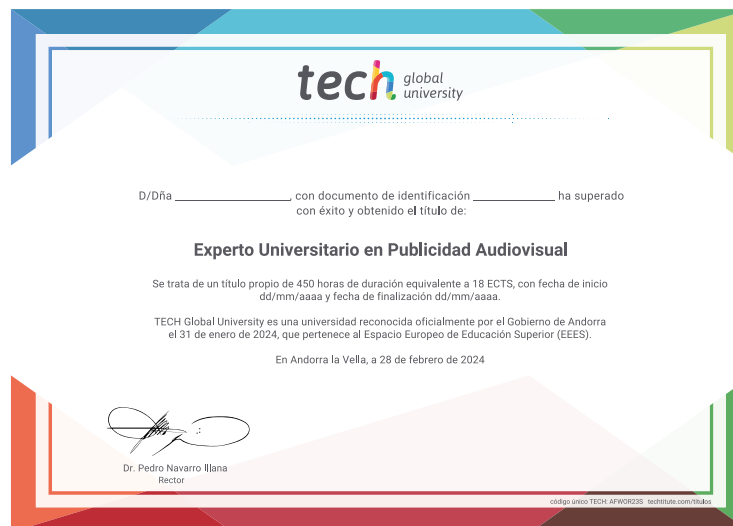 tech global university
D/Dña ______________, con documento de identificación __________ ha superado
con éxito y obtenido el título de:
Experto Universitario en Publicidad Audiovisual
Se trata de un título propio de 450 horas de duración equivalente a 18 ECTS, con fecha de inicio
dd/mm/aaaa y fecha de finalización dd/mm/aaaa.
TECH Global University es una universidad reconocida oficialmente por el Gobierno de Andorra
el 31 de enero de 2024, que pertenece al Espacio Europeo de Educación Superior (EEES).
En Andorra la Vella, a 28 de febrero de 2024
Dr. Pedro Navarro Illana
Rector
código único TECH: AFWOR23S techtitute.com/titulos